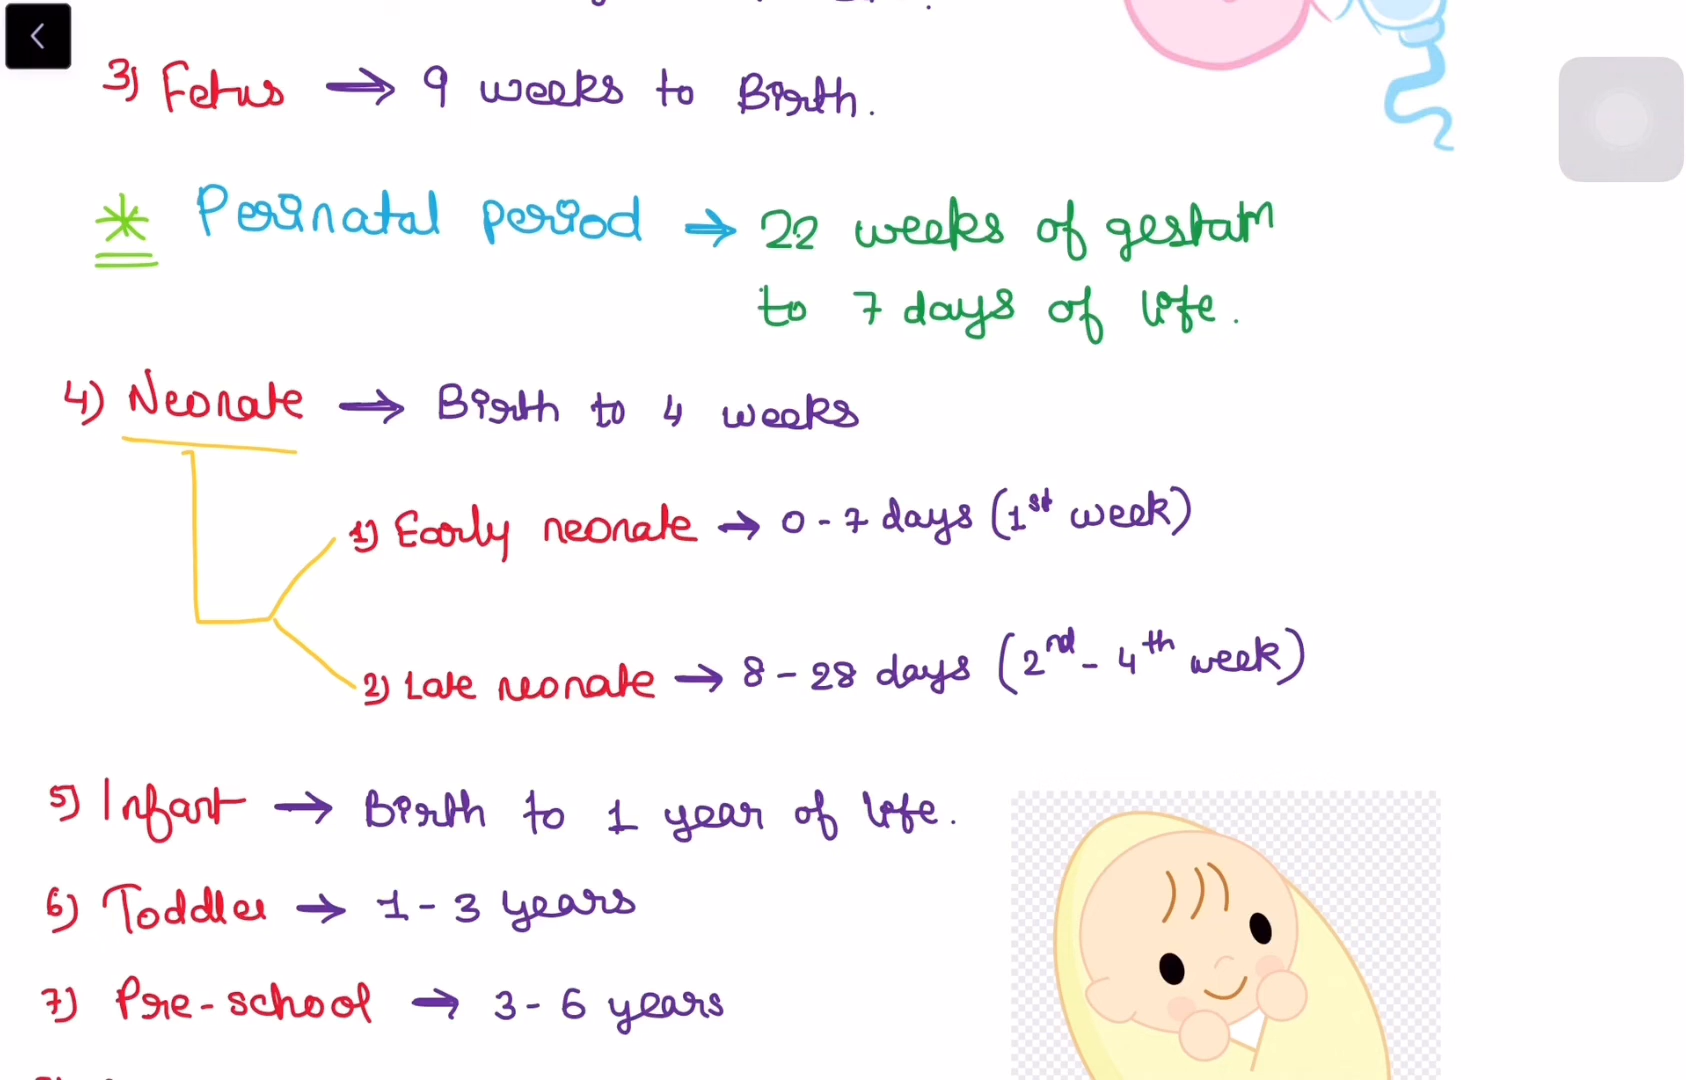 3) Fetus → 9 weeks to Birth.
* Perinatal period → 22 weeks of gestatn
to 7 days of life.
4) Neonate → Birth to 4 weeks
1) Early neonate → 0-7 days (1st week)
2) Late neonate → 8-28 days (2nd-4th week)
5) Infant → Birth to 1 year of life.
6) Toddler → 1-3 years
7) Pre-school → 3-6 years